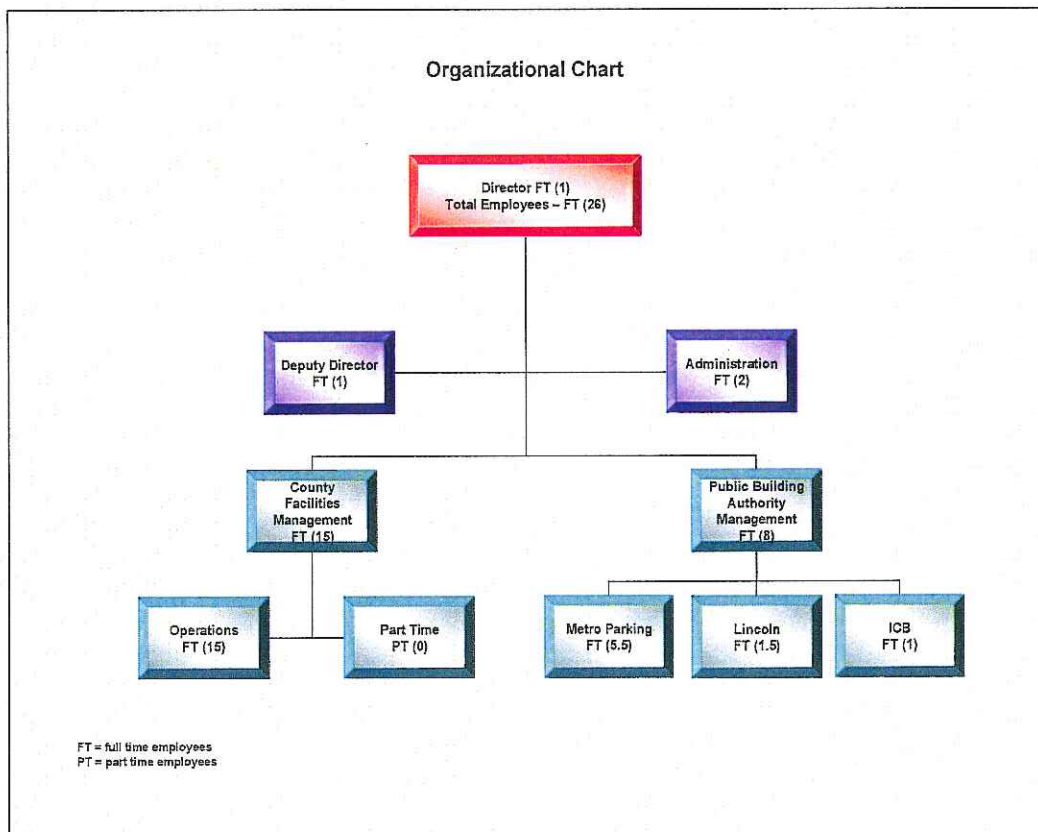 Organizational Chart
Director FT (1)
Total Employees – FT (26)
Deputy Director
FT (1)
Administration
FT (2)
County
Facilities
Management
FT (15)
Public Building
Authority
Management
FT (8)
Operations
FT (15)
Part Time
PT (0)
Metro Parking
FT (5.5)
Lincoln
FT (1.5)
ICB
FT (1)
FT = full time employees
PT = part time employees